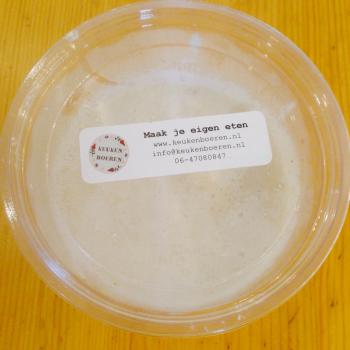 KEUKEN
BOEREN
Maak je eigen eten
www.keukenboeren.nl
info@keukenboeren.nl
06-47080847